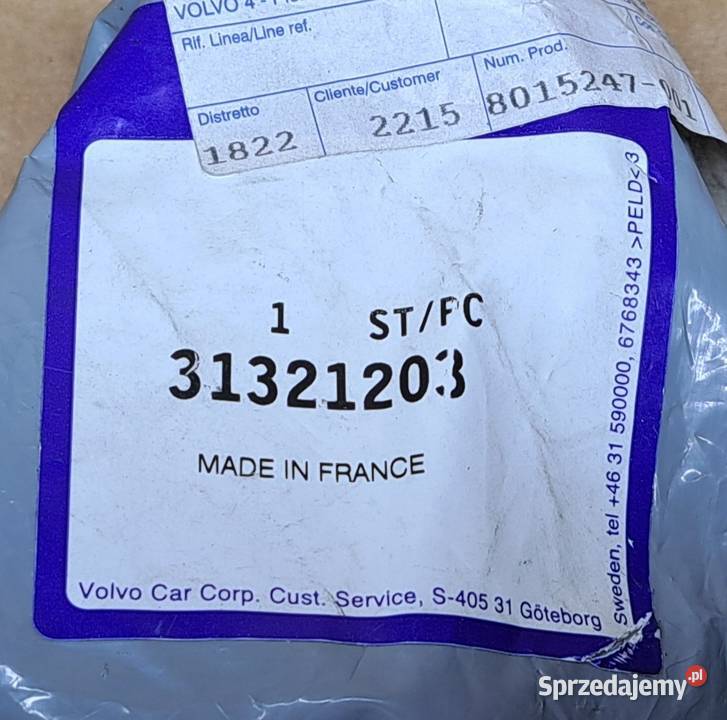 VOLVO 4
Rif. Linea/Line ref.
Distretto
1822
Cliente/Customer
2215
Num. Prod.
8015247-001
1 ST/PC
31321203
MADE IN FRANCE
Volvo Car Corp. Cust. Service, S-405 31 Göteborg
Sweden, tel +46 31 590000, 6768343 >PELD<3
Sprzedajemy.pl